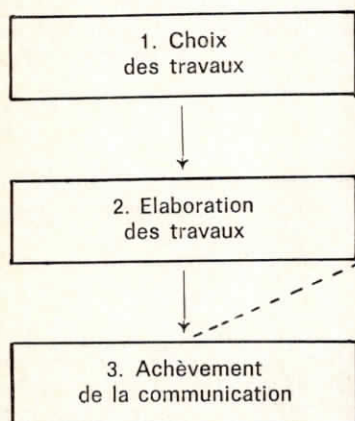 1. Choix
des travaux
2. Elaboration
des travaux
3. Achèvement
de la communication